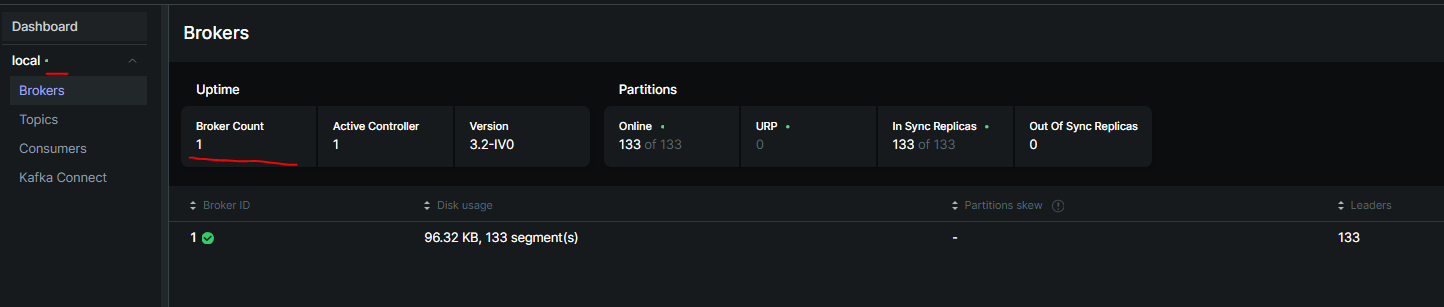 Dashboard
local
Brokers
Topics
Consumers
Kafka Connect
Brokers
Uptime
Broker Count
1
Active Controller
1
Version
3.2-IV0
Partitions
Online
133 of 133
URP
0
In Sync Replicas
133 of 133
Out Of Sync Replicas
0
Broker ID Disk usage Partitions skew Leaders
1 96.32 KB, 133 segment(s) - 133